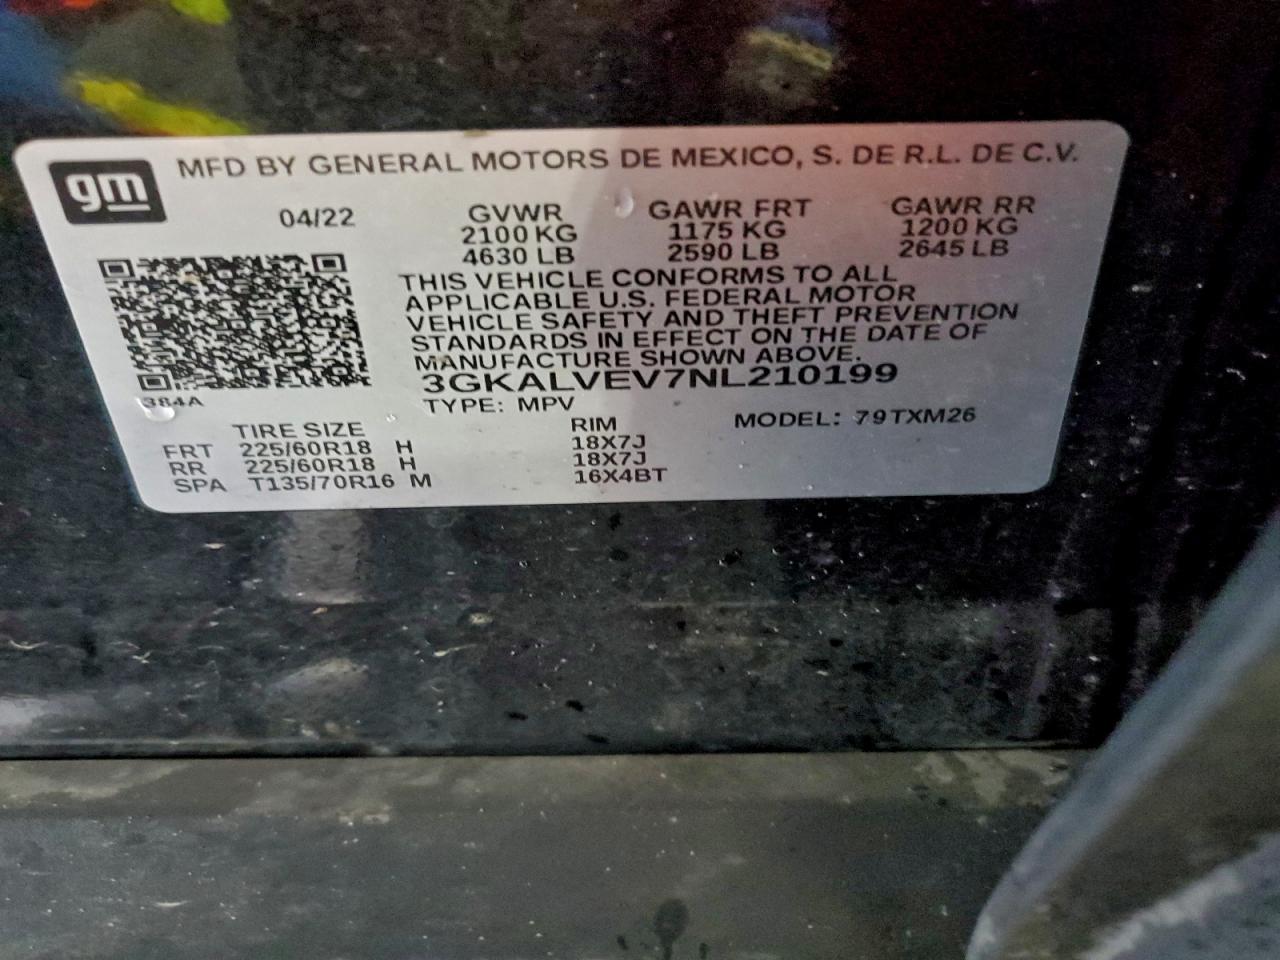 gm
MFD BY GENERAL MOTORS DE MEXICO, S. DE R.L. DE C.V.
04/22
GVWR GAWR FRT GAWR RR
2100 KG 1175 KG 1200 KG
4630 LB 2590 LB 2645 LB
THIS VEHICLE CONFORMS TO ALL
APPLICABLE U.S. FEDERAL MOTOR
VEHICLE SAFETY AND THEFT PREVENTION
STANDARDS IN EFFECT ON THE DATE OF
MANUFACTURE SHOWN ABOVE.
3GKALVEV7NL210199
384A
TYPE: MPV
MODEL: 79TXM26
TIRE SIZE RIM
FRT 225/60R18 H 18X7J
RR 225/60R18 H 18X7J
SPA T135/70R16 M 16X4BT